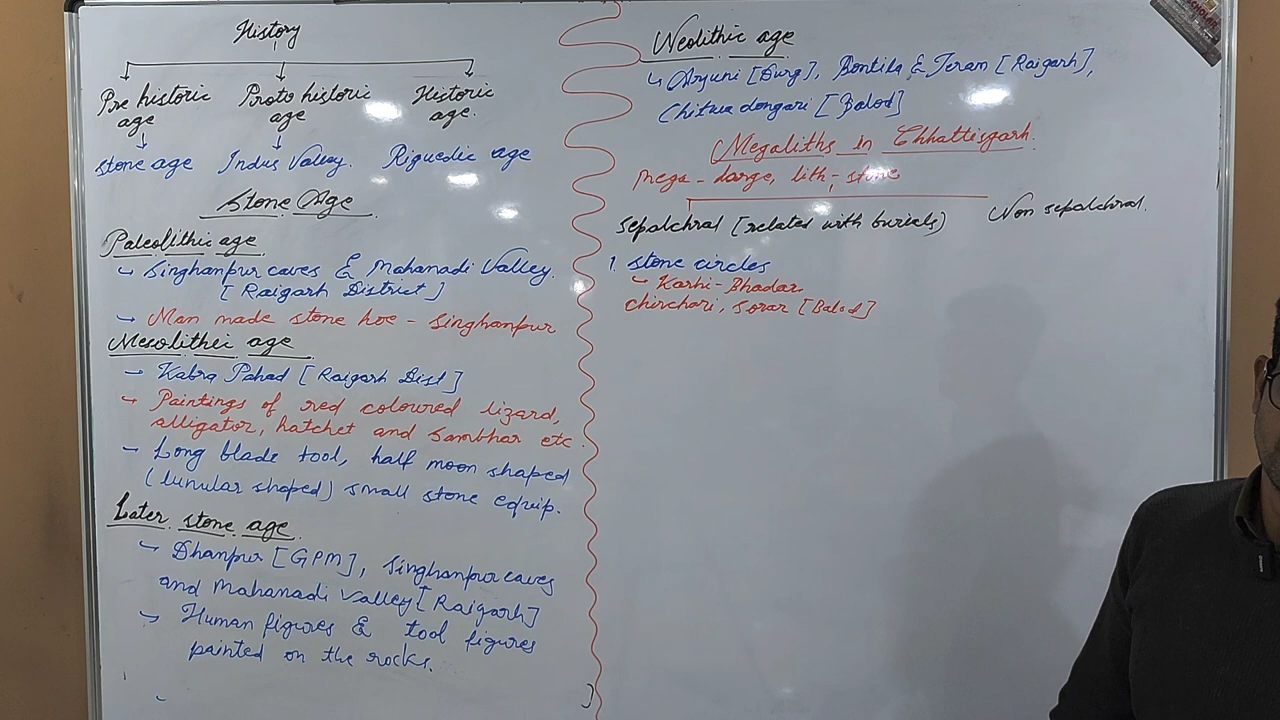 History
Pre historic age
Proto historic age
Historic age.
Stone age
Indus Valley.
Rigvedic age
Stone Age
Paleolithic age
Singhanpur caves & Mahanadi Valley.
[Raigarh District]
Man made stone hoe - Singhanpur
Mesolithic age
Kabra Pahad [Raigarh Dist]
Paintings of red coloured lizard,
alligator, hatchet and Sambhar etc.
Long blade tool, half moon shaped
(lunular shaped) small stone equip.
Later stone age
Dhanpur [GPM], Singhanpur caves
and Mahanadi Valley [Raigarh]
Human figures & tool figures
painted on the rocks.
Neolithic age
Arjuni [Durg], Bontila & Teram [Raigarh],
Chitwa dongari [Balod]
Megaliths in Chhattisgarh.
Mega - large, lith - stone
Sepalchral [related with burials)
Non sepalchral.
1. Stone circles
Karhi-Bhadar
Chirchari, Sorar [Balod]